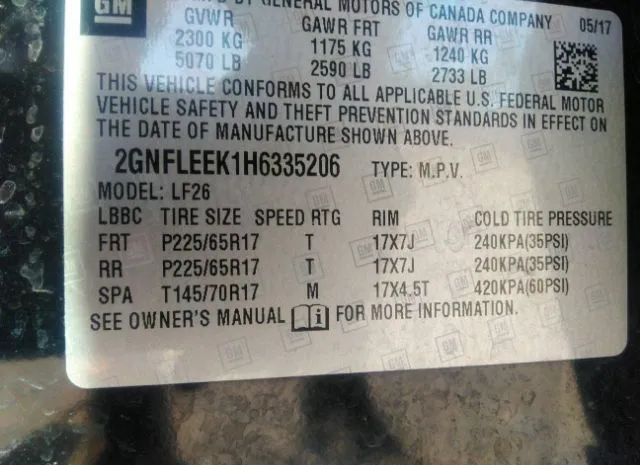 GM
BY GENERAL MOTORS OF CANADA COMPANY
05/17
GVWR GAWR FRT GAWR RR
2300 KG 1175 KG 1240 KG
5070 LB 2590 LB 2733 LB
THIS VEHICLE CONFORMS TO ALL APPLICABLE U.S. FEDERAL MOTOR
VEHICLE SAFETY AND THEFT PREVENTION STANDARDS IN EFFECT ON
THE DATE OF MANUFACTURE SHOWN ABOVE.
2GNFLEEK1H6335206 TYPE: M.P.V.
MODEL: LF26
LBBC TIRE SIZE SPEED RTG RIM COLD TIRE PRESSURE
FRT P225/65R17 T 17X7J 240KPA(35PSI)
RR P225/65R17 T 17X7J 240KPA(35PSI)
SPA T145/70R17 M 17X4.5T 420KPA(60PSI)
SEE OWNER'S MANUAL i FOR MORE INFORMATION.